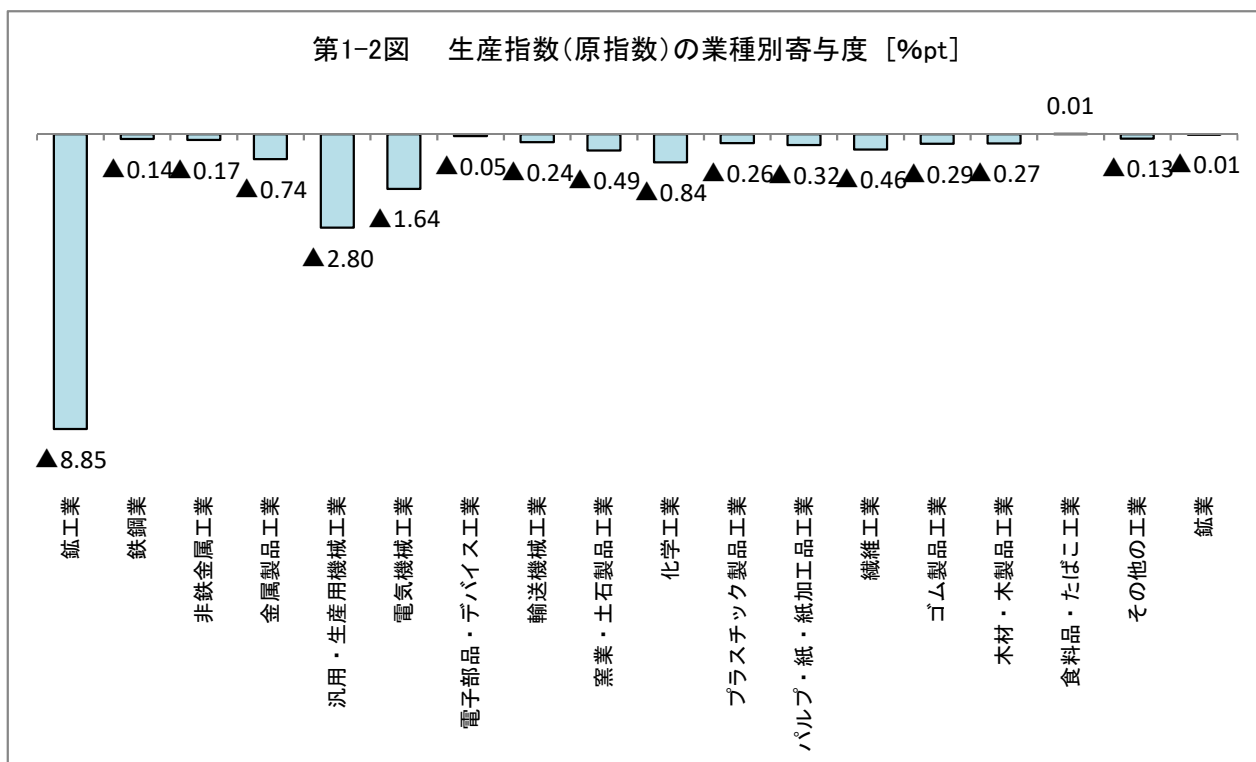 第1-2図　生産指数（原指数）の業種別寄与度［%pt］
0.01
▲0.14
▲0.17
▲0.74
▲2.80
▲1.64
▲0.05
▲0.24
▲0.49
▲0.84
▲0.26
▲0.32
▲0.46
▲0.29
▲0.27
▲0.13
▲0.01
▲8.85
鉱工業
鉄鋼業
非鉄金属工業
金属製品工業
汎用・生産用機械工業
電気機械工業
電子部品・デバイス工業
輸送機械工業
窯業・土石製品工業
化学工業
プラスチック製品工業
パルプ・紙・紙加工品工業
繊維工業
ゴム製品工業
木材・木製品工業
食料品・たばこ工業
その他の工業
鉱業